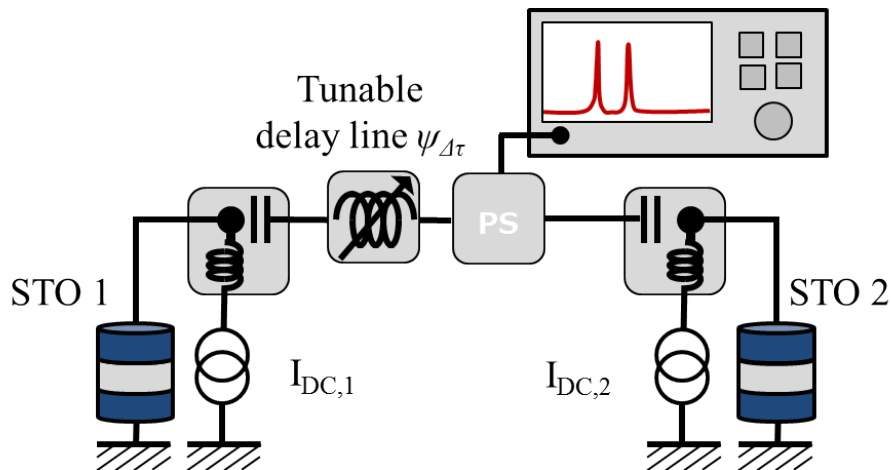 Tunable
delay line ψΔτ
PS
STO 1
STO 2
IDC,1
IDC,2